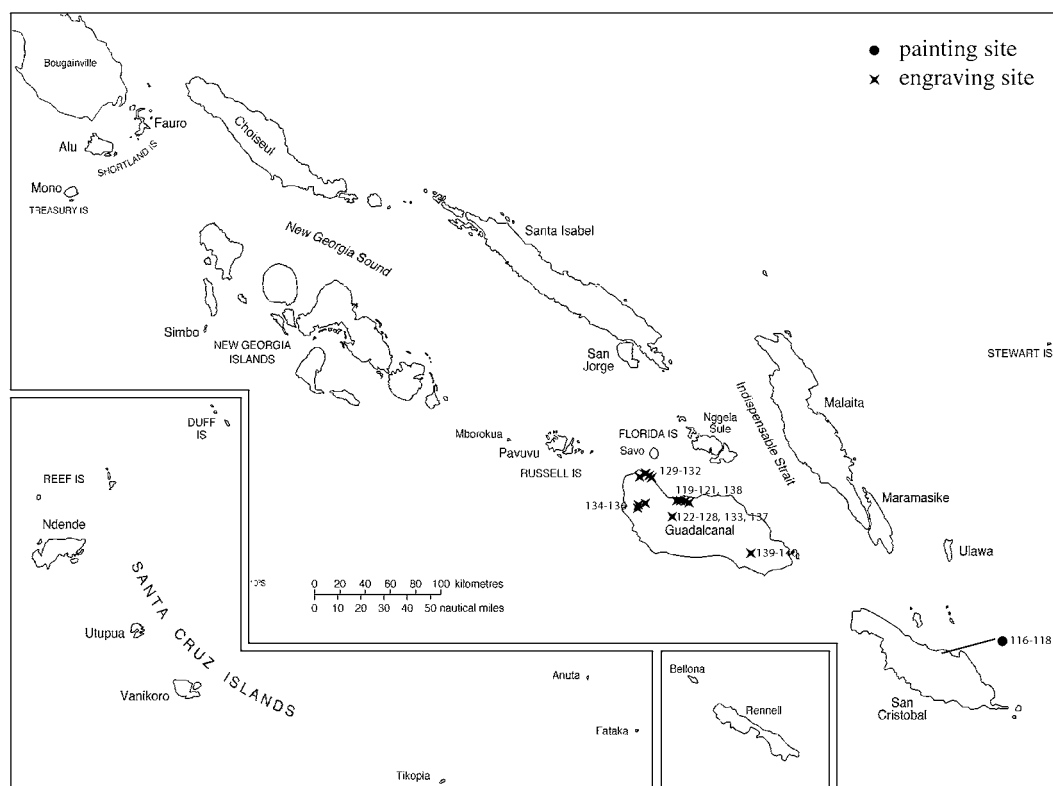 painting site
engraving site
Bougainville
Fauro
Alu
SHORTLAND IS
Choiseul
Mono
TREASURY IS
New Georgia Sound
Santa Isabel
Simbo
NEW GEORGIA
ISLANDS
San
Jorge
STEWART IS
Indispensable Strait
Malaita
DUFF
IS
Mborokua
Pavuvu
RUSSELL IS
FLORIDA IS
Savo
Nggela
Sule
129-132
REEF IS
119-121, 138
Maramasike
122-128, 133, 137
Guadalcanal
Ndende
Ulawa
0 20 40 60 80 100 kilometres
0 10 20 30 40 50 nautical miles
SANTA CRUZ ISLANDS
Utupua
116-118
Vanikoro
Anuta
Bellona
San
Cristobal
Rennell
Fataka
Tikopia